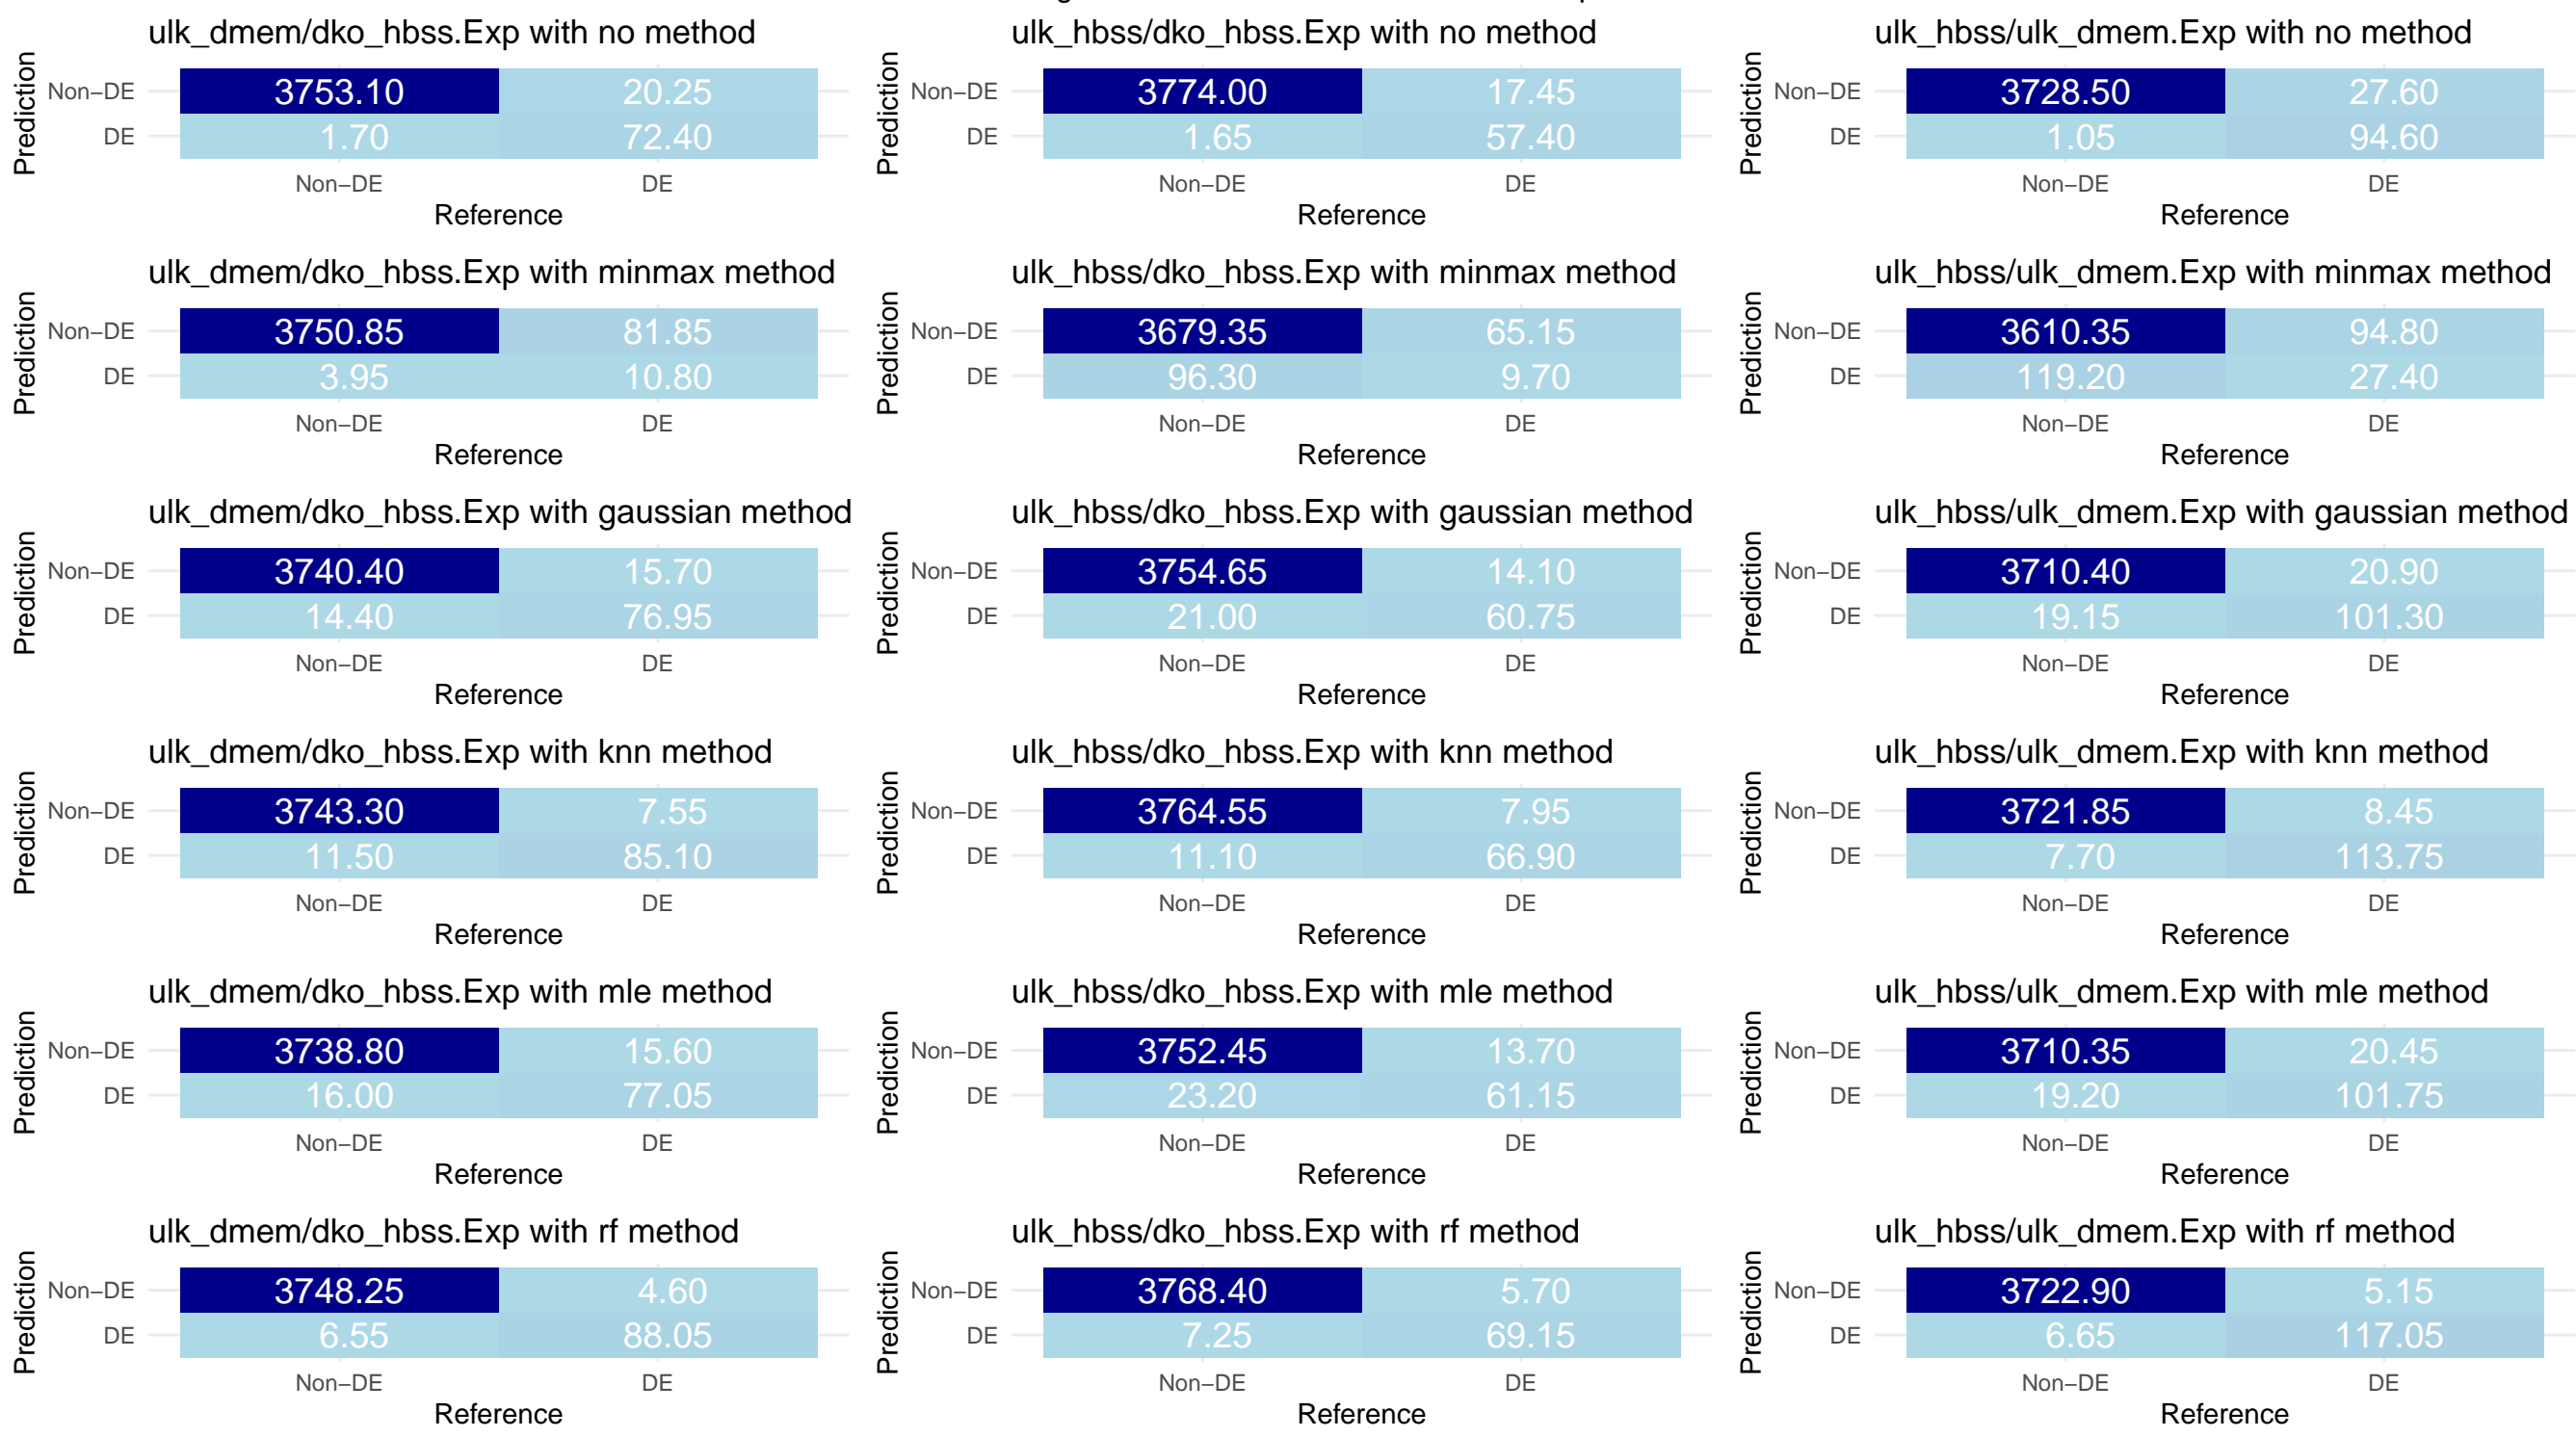 ulk_dmem/dko_hbss.Exp with no method
Prediction
Non−DE 3753.10 20.25
DE 1.70 72.40
Non−DE DE
Reference
ulk_hbss/dko_hbss.Exp with no method
Prediction
Non−DE 3774.00 17.45
DE 1.65 57.40
Non−DE DE
Reference
ulk_hbss/ulk_dmem.Exp with no method
Prediction
Non−DE 3728.50 27.60
DE 1.05 94.60
Non−DE DE
Reference
ulk_dmem/dko_hbss.Exp with minmax method
Prediction
Non−DE 3750.85 81.85
DE 3.95 10.80
Non−DE DE
Reference
ulk_hbss/dko_hbss.Exp with minmax method
Prediction
Non−DE 3679.35 65.15
DE 96.30 9.70
Non−DE DE
Reference
ulk_hbss/ulk_dmem.Exp with minmax method
Prediction
Non−DE 3610.35 94.80
DE 119.20 27.40
Non−DE DE
Reference
ulk_dmem/dko_hbss.Exp with gaussian method
Prediction
Non−DE 3740.40 15.70
DE 14.40 76.95
Non−DE DE
Reference
ulk_hbss/dko_hbss.Exp with gaussian method
Prediction
Non−DE 3754.65 14.10
DE 21.00 60.75
Non−DE DE
Reference
ulk_hbss/ulk_dmem.Exp with gaussian method
Prediction
Non−DE 3710.40 20.90
DE 19.15 101.30
Non−DE DE
Reference
ulk_dmem/dko_hbss.Exp with knn method
Prediction
Non−DE 3743.30 7.55
DE 11.50 85.10
Non−DE DE
Reference
ulk_hbss/dko_hbss.Exp with knn method
Prediction
Non−DE 3764.55 7.95
DE 11.10 66.90
Non−DE DE
Reference
ulk_hbss/ulk_dmem.Exp with knn method
Prediction
Non−DE 3721.85 8.45
DE 7.70 113.75
Non−DE DE
Reference
ulk_dmem/dko_hbss.Exp with mle method
Prediction
Non−DE 3738.80 15.60
DE 16.00 77.05
Non−DE DE
Reference
ulk_hbss/dko_hbss.Exp with mle method
Prediction
Non−DE 3752.45 13.70
DE 23.20 61.15
Non−DE DE
Reference
ulk_hbss/ulk_dmem.Exp with mle method
Prediction
Non−DE 3710.35 20.45
DE 19.20 101.75
Non−DE DE
Reference
ulk_dmem/dko_hbss.Exp with rf method
Prediction
Non−DE 3748.25 4.60
DE 6.55 88.05
Non−DE DE
Reference
ulk_hbss/dko_hbss.Exp with rf method
Prediction
Non−DE 3768.40 5.70
DE 7.25 69.15
Non−DE DE
Reference
ulk_hbss/ulk_dmem.Exp with rf method
Prediction
Non−DE 3722.90 5.15
DE 6.65 117.05
Non−DE DE
Reference